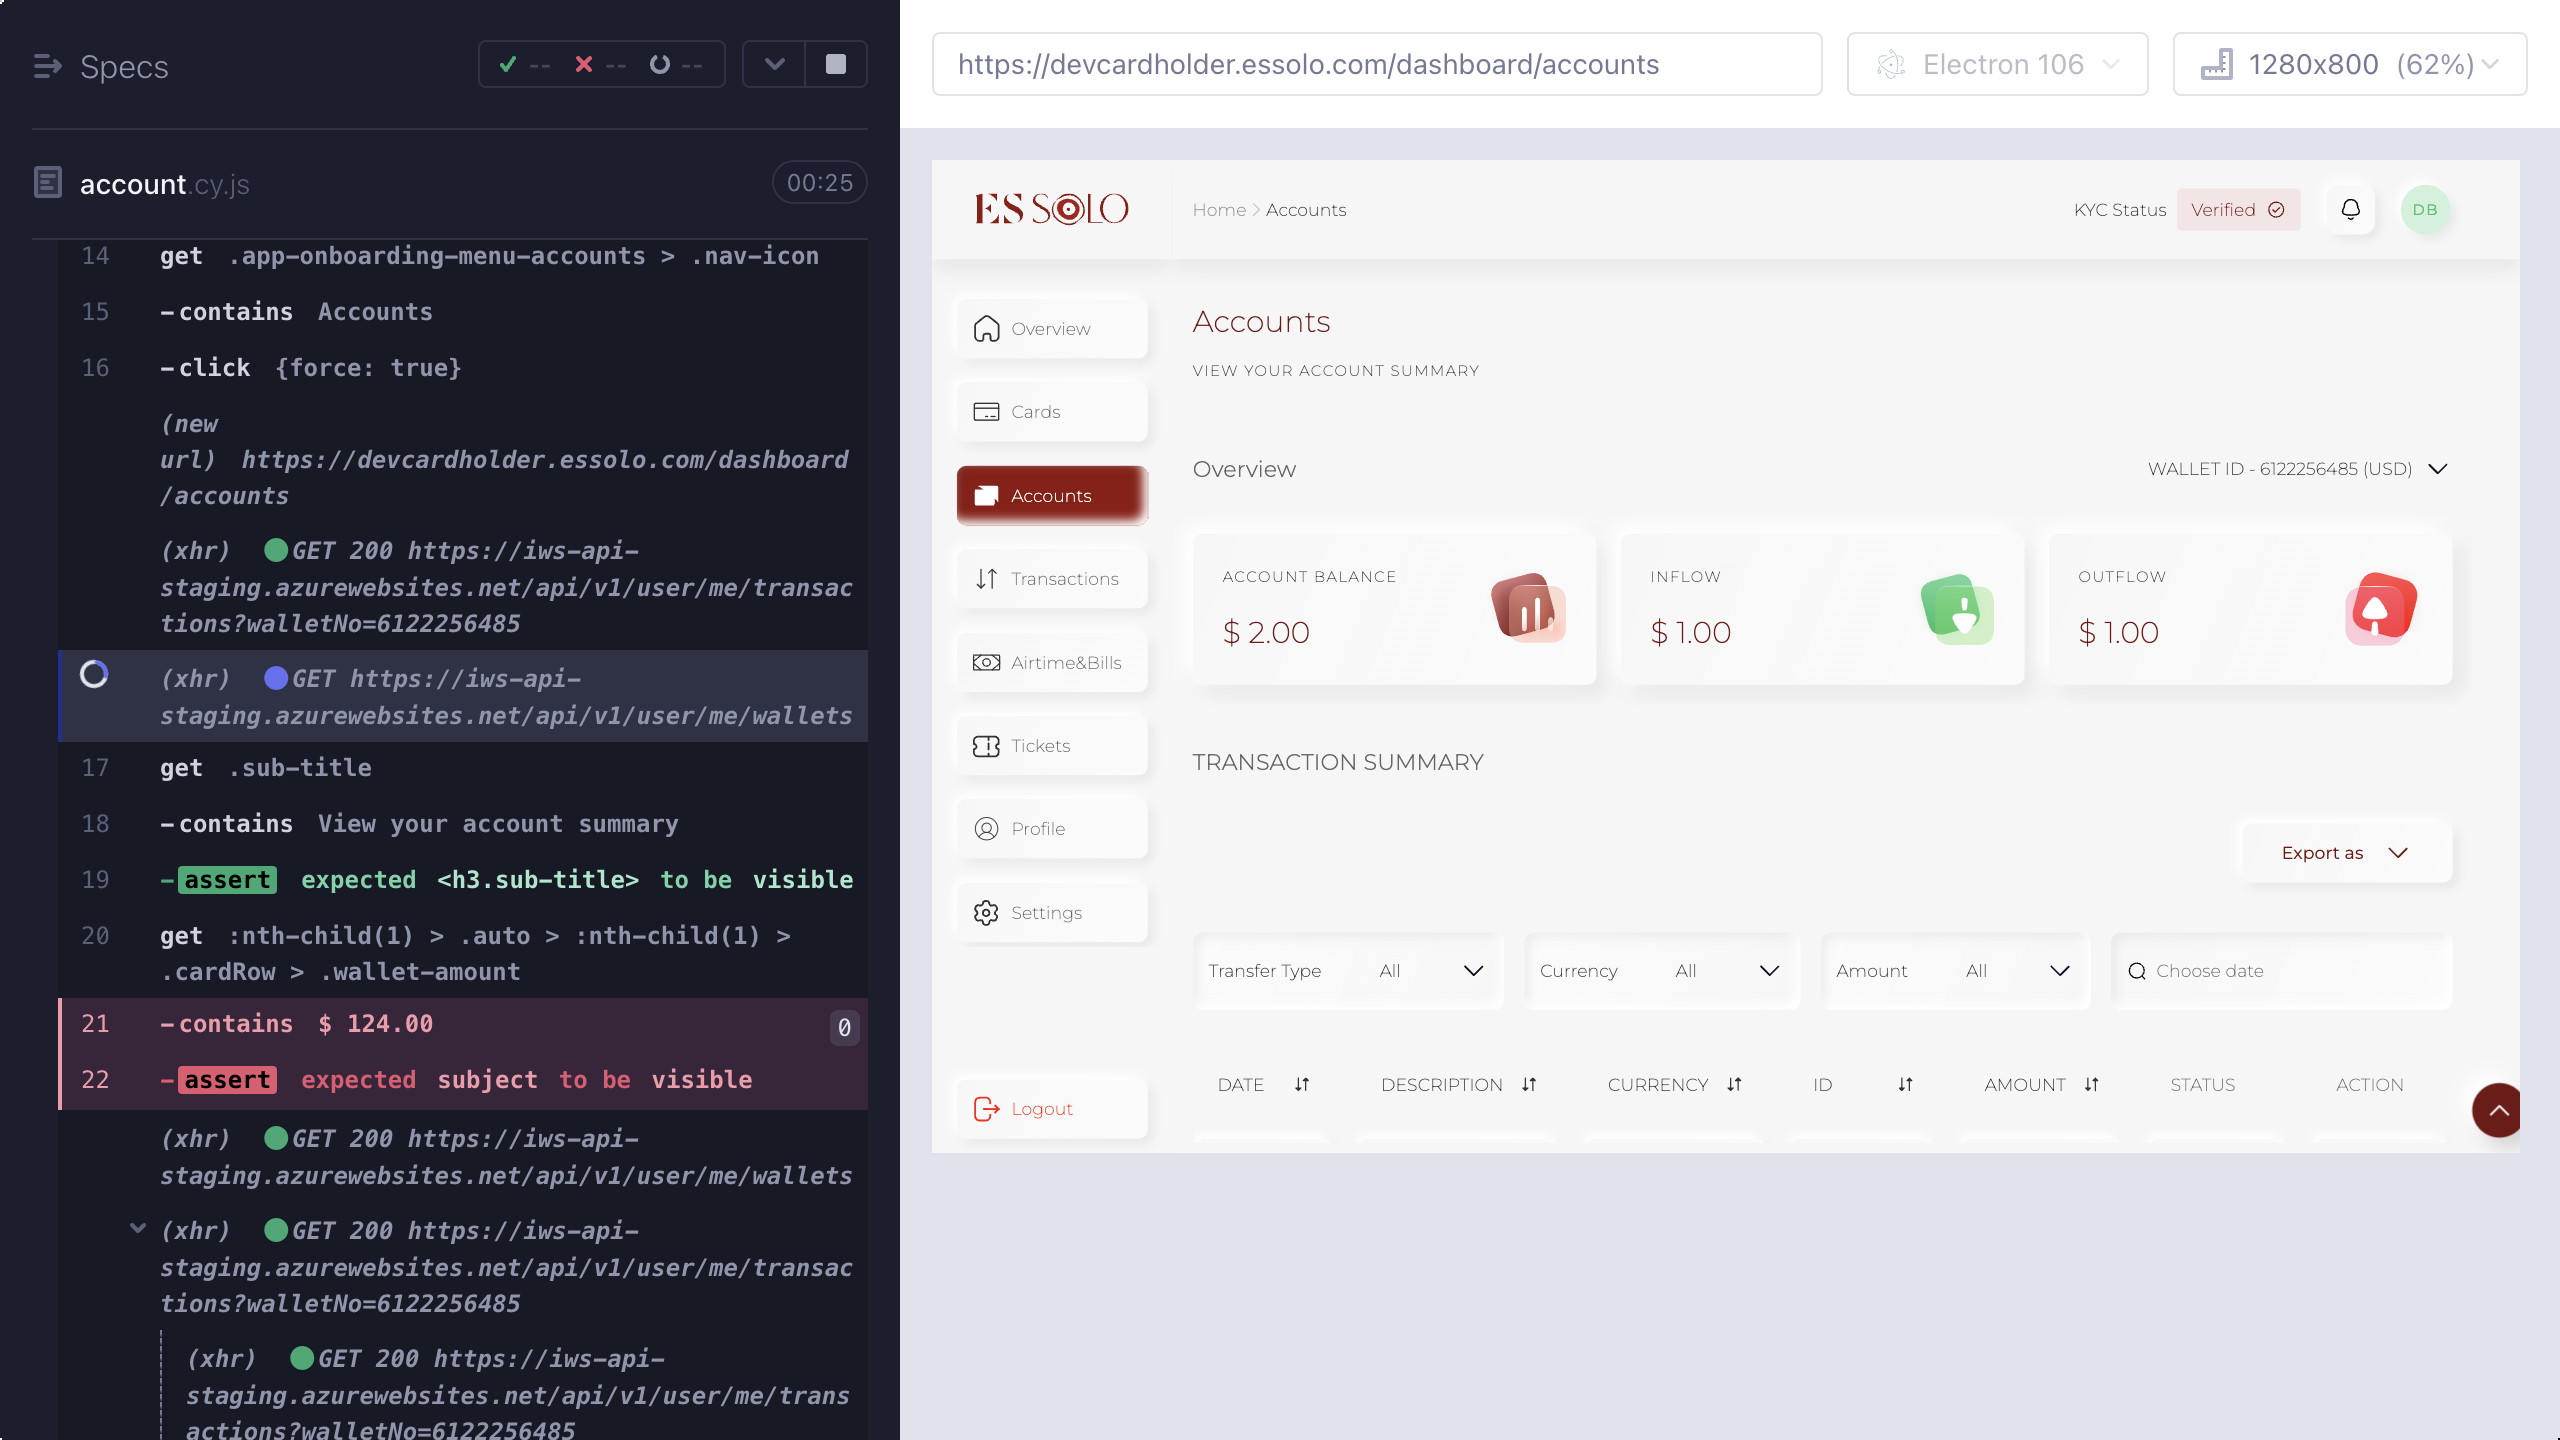 Specs
-- -- --
account.cy.js
00:25
14 get .app-onboarding-menu-accounts > .nav-icon
15 -contains Accounts
16 -click {force: true}
(new
url) https://devcardholder.essolo.com/dashboard
/accounts
(xhr) GET 200 https://iws-api-
staging.azurewebsites.net/api/v1/user/me/transac
tions?walletNo=6122256485
(xhr) GET https://iws-api-
staging.azurewebsites.net/api/v1/user/me/wallets
17 get .sub-title
18 -contains View your account summary
19 -assert expected <h3.sub-title> to be visible
20 get :nth-child(1) > .auto > :nth-child(1) >
.cardRow > .wallet-amount
21 -contains $ 124.00 0
22 -assert expected subject to be visible
(xhr) GET 200 https://iws-api-
staging.azurewebsites.net/api/v1/user/me/wallets
(xhr) GET 200 https://iws-api-
staging.azurewebsites.net/api/v1/user/me/transac
tions?walletNo=6122256485
(xhr) GET 200 https://iws-api-
staging.azurewebsites.net/api/v1/user/me/trans
actions?walletNo=6122256485
https://devcardholder.essolo.com/dashboard/accounts
Electron 106
1280x800 (62%)
ES SOLO
Home > Accounts
KYC Status Verified
DB
Overview
Cards
Accounts
Transactions
Airtime&Bills
Tickets
Profile
Settings
Logout
Accounts
VIEW YOUR ACCOUNT SUMMARY
Overview
WALLET ID - 6122256485 (USD)
ACCOUNT BALANCE
$ 2.00
INFLOW
$ 1.00
OUTFLOW
$ 1.00
TRANSACTION SUMMARY
Export as
Transfer Type All
Currency All
Amount All
Choose date
DATE DESCRIPTION CURRENCY ID AMOUNT STATUS ACTION